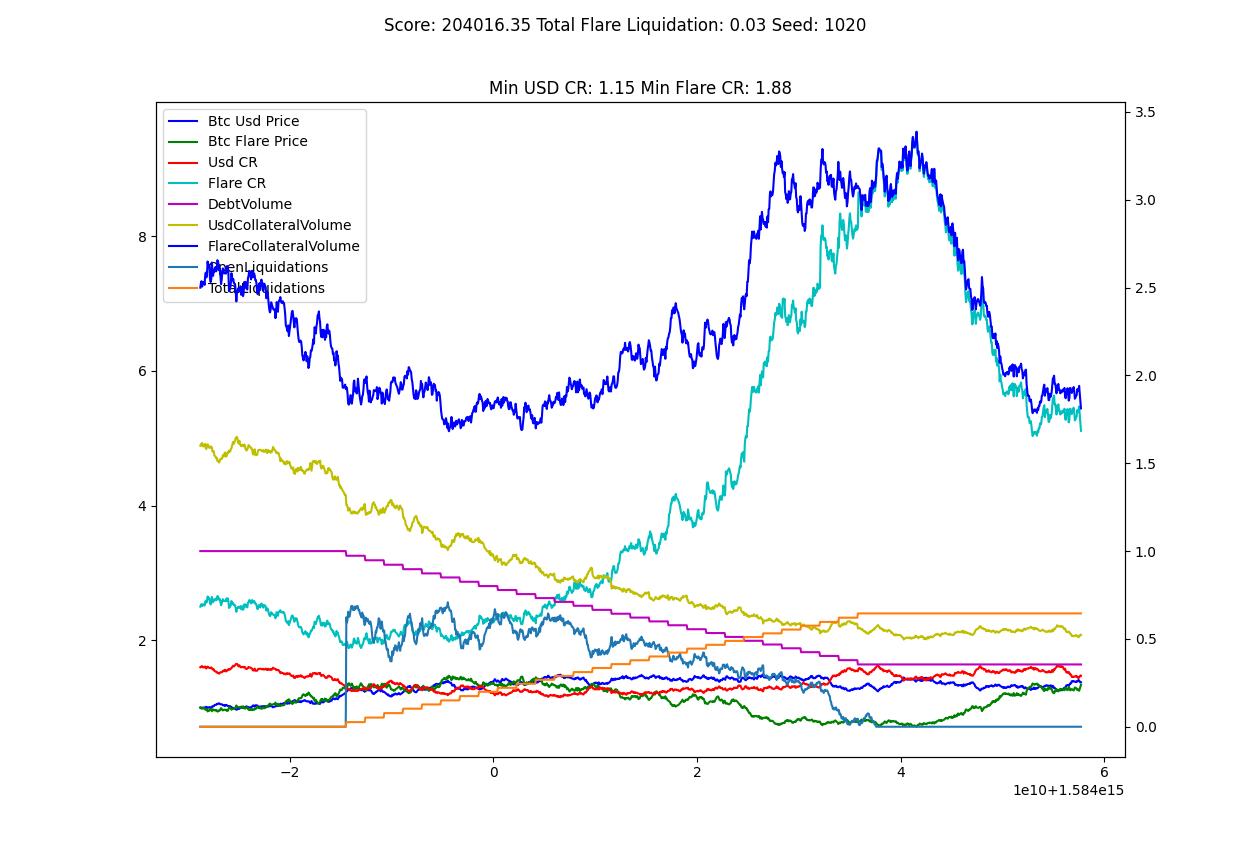 Score: 204016.35 Total Flare Liquidation: 0.03 Seed: 1020
Min USD CR: 1.15 Min Flare CR: 1.88
Btc Usd Price
Btc Flare Price
Usd CR
Flare CR
DebtVolume
UsdCollateralVolume
FlareCollateralVolume
OpenLiquidations
TotalLiquidations
8
6
4
2
3.5
3.0
2.5
2.0
1.5
1.0
0.5
0.0
−2
0
2
4
6
1e10+1.584e15